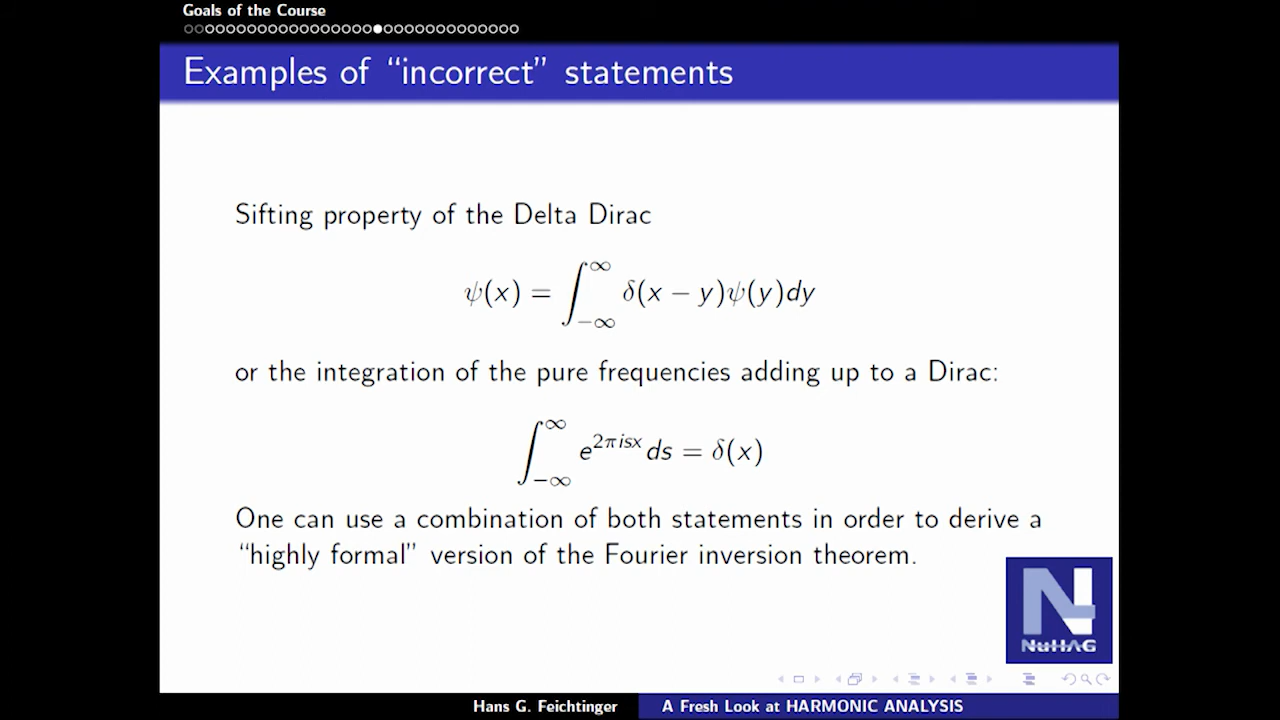 Goals of the Course
Examples of “incorrect” statements
Sifting property of the Delta Dirac
ψ(x) = ∫_{−∞}^{∞} δ(x − y)ψ(y)dy
or the integration of the pure frequencies adding up to a Dirac:
∫_{−∞}^{∞} e^{2πisx} ds = δ(x)
One can use a combination of both statements in order to derive a
“highly formal” version of the Fourier inversion theorem.
N
NuHAG
Hans G. Feichtinger
A Fresh Look at HARMONIC ANALYSIS